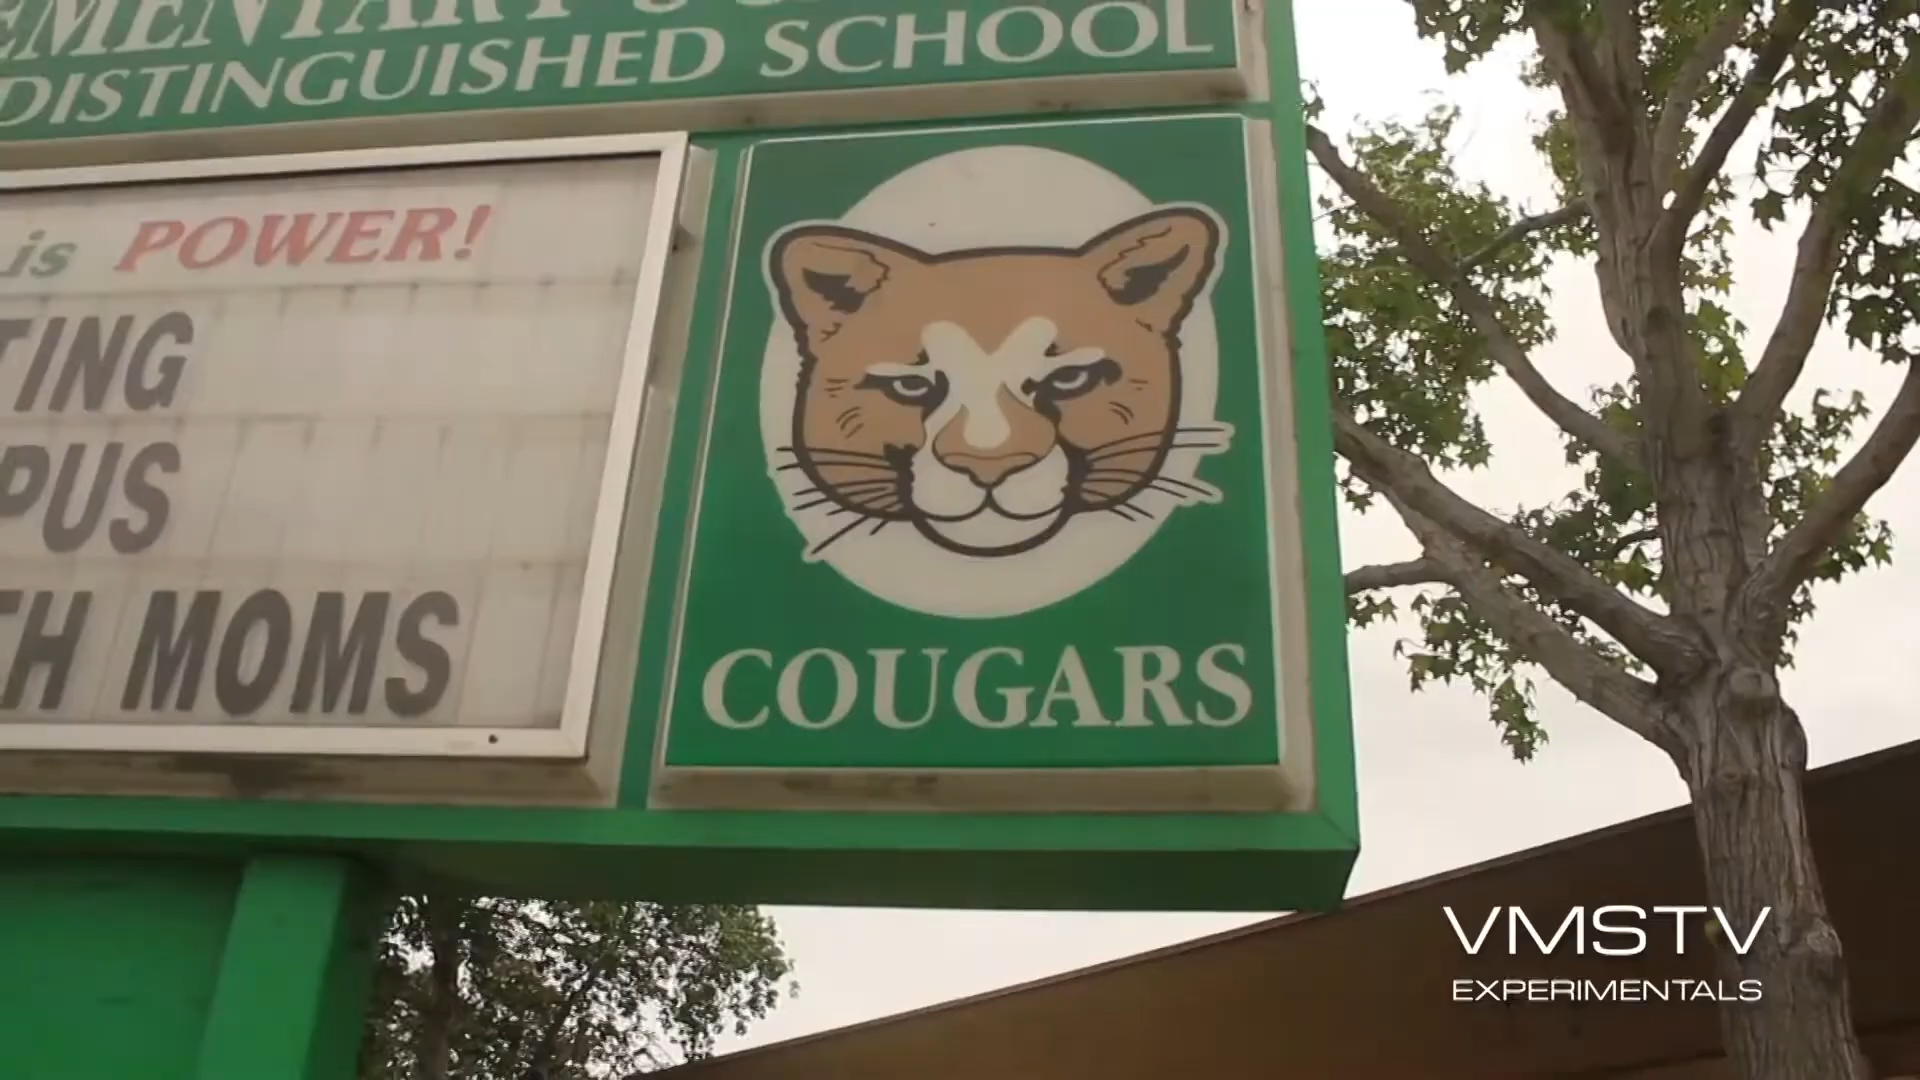 DISTINGUISHED SCHOOL
is POWER!
TING
PUS
TH MOMS
COUGARS
VMSTV
EXPERIMENTALS